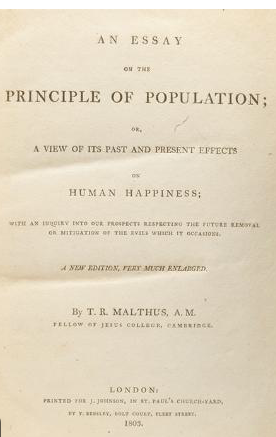 AN ESSAY
ON THE
PRINCIPLE OF POPULATION;
OR,
A VIEW OF ITS PAST AND PRESENT EFFECTS
ON
HUMAN HAPPINESS;
WITH AN INQUIRY INTO OUR PROSPECTS RESPECTING THE FUTURE REMOVAL
OR MITIGATION OF THE EVILS WHICH IT OCCASIONS.
A NEW EDITION, VERY MUCH ENLARGED.
By T. R. MALTHUS, A. M.
FELLOW OF JESUS COLLEGE, CAMBRIDGE.
LONDON:
PRINTED FOR J. JOHNSON, IN ST. PAUL'S CHURCH-YARD,
BY T. BENSLEY, BOLT COURT, FLEET STREET.
1803.